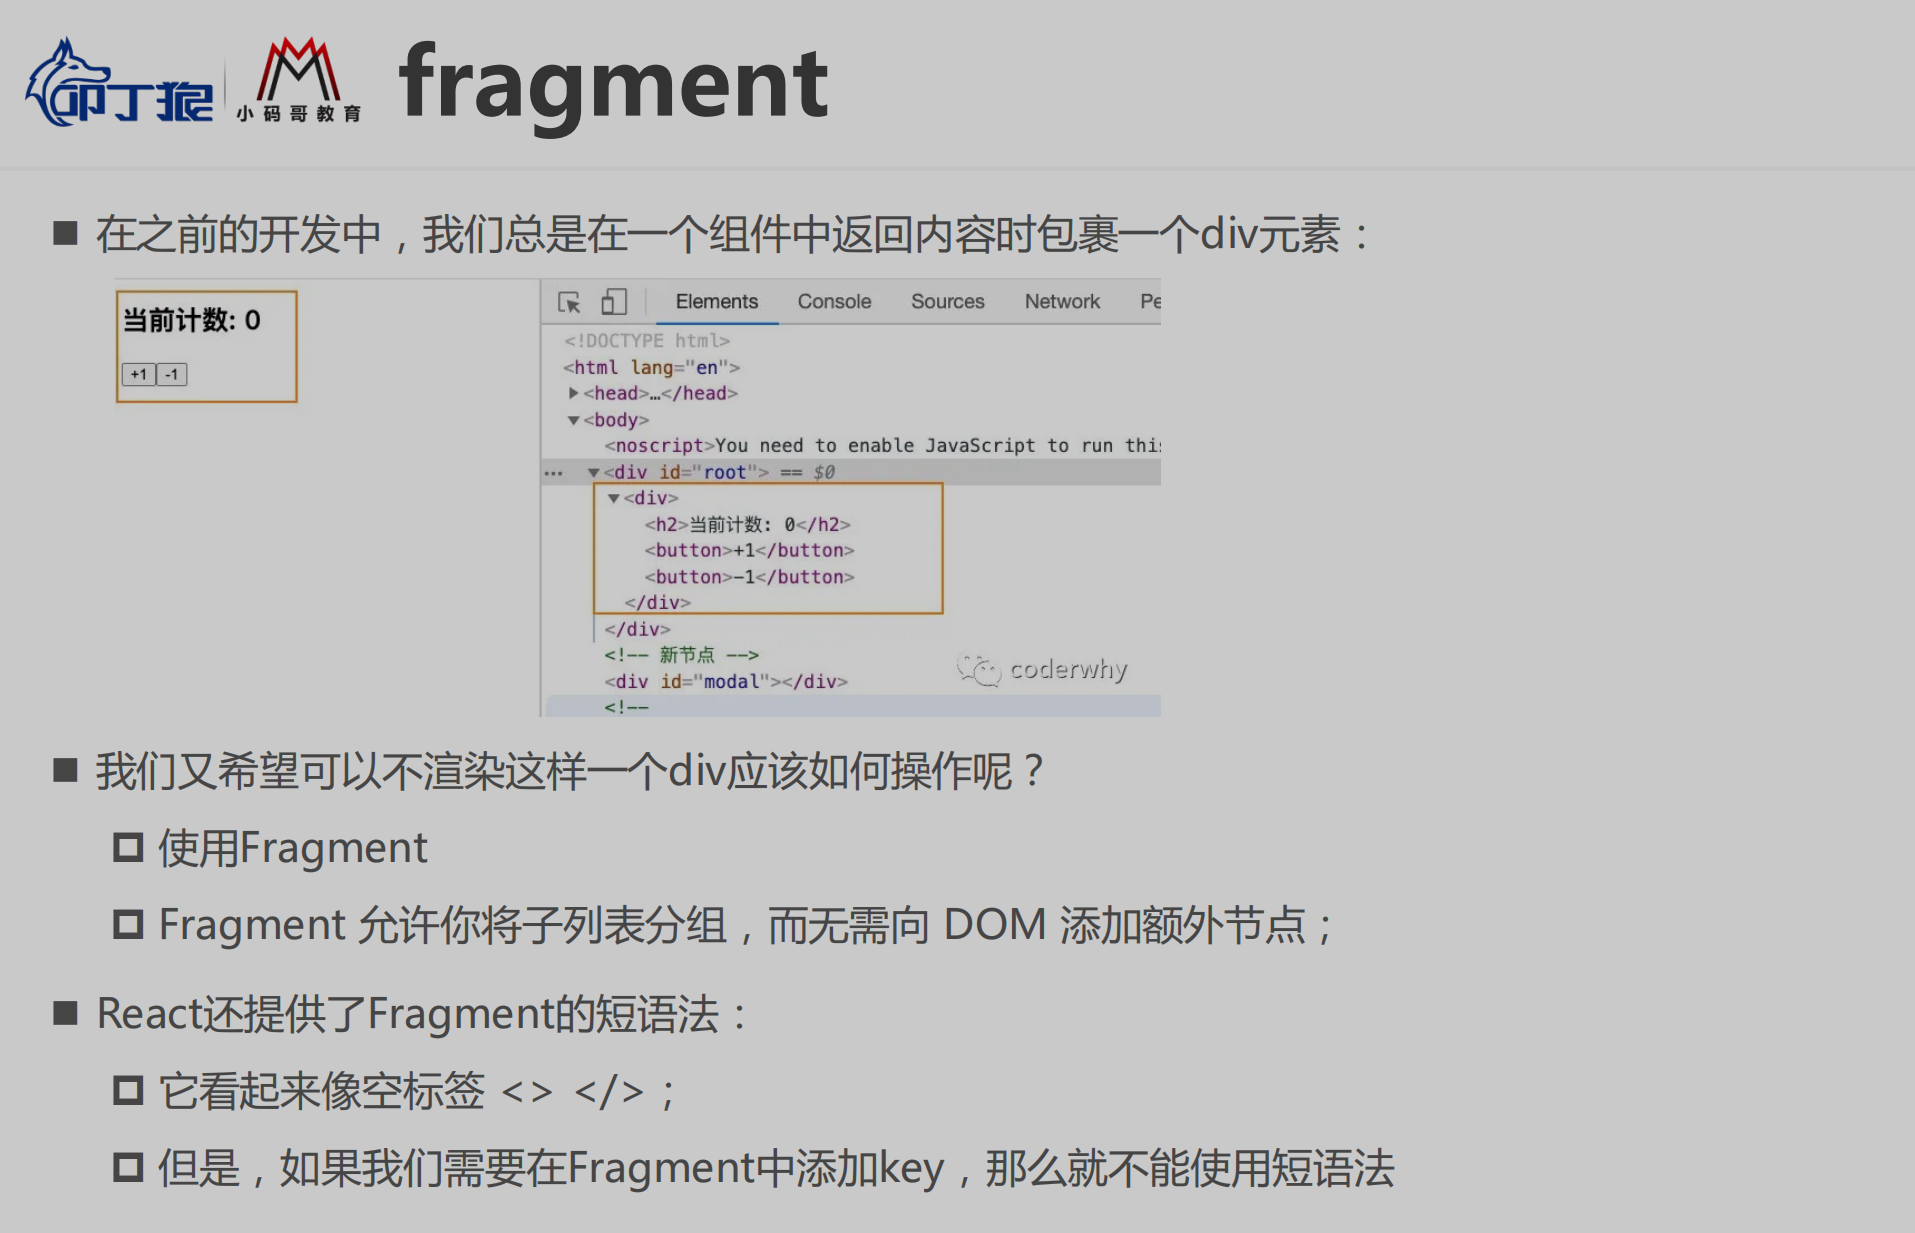 叩丁狼 小码哥教育 fragment
■ 在之前的开发中，我们总是在一个组件中返回内容时包裹一个div元素：
当前计数: 0
+1 -1
Elements Console Sources Network Pe
<!DOCTYPE html>
<html lang="en">
▶<head>…</head>
▼<body>
<noscript>You need to enable JavaScript to run this
… ▼<div id="root"> == $0
▼<div>
<h2>当前计数: 0</h2>
<button>+1</button>
<button>-1</button>
</div>
</div>
<!-- 新节点 -->
<div id="modal"></div>
<!--
coderwhy
■ 我们又希望可以不渲染这样一个div应该如何操作呢？
使用Fragment
Fragment 允许你将子列表分组，而无需向 DOM 添加额外节点；
■ React还提供了Fragment的短语法：
它看起来像空标签 <> </>；
但是，如果我们需要在Fragment中添加key，那么就不能使用短语法